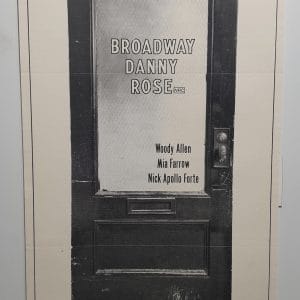 BROADWAY
DANNY
ROSE
Woody Allen
Mia Farrow
Nick Apollo Forte